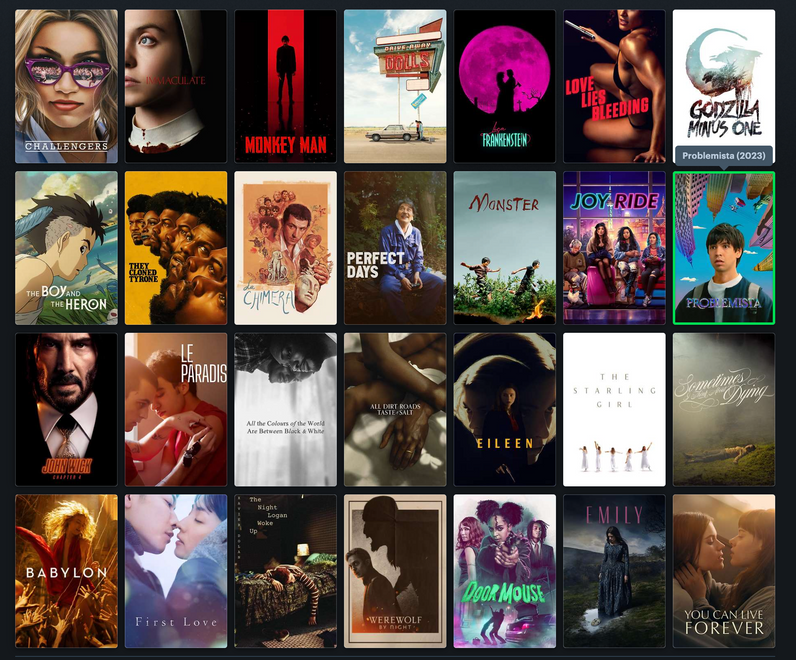 CHALLENGERS
IMMACULATE
MONKEY MAN
DRIVE-AWAY
DOLLS
LOVE
LIES
BLEEDING
FRANKENSTEIN
GODZILLA
MINUS ONE
Problemista (2023)
THE BOY AND
THE HERON
THEY
CLONED
TYRONE
La
CHIMERA
PERFECT
DAYS
MONSTER
JOY RIDE
PROBLEMISTA
JOHN WICK
CHAPTER 4
LE
PARADIS
All the Colours of the World
Are Between Black & White
ALL DIRT ROADS
TASTE OF SALT
EILEEN
THE
STARLING
GIRL
Sometimes
Dying
BABYLON
First Love
The
Night
Logan
Woke
Up
WEREWOLF
BY NIGHT
DOOR MOUSE
EMILY
YOU CAN LIVE
FOREVER